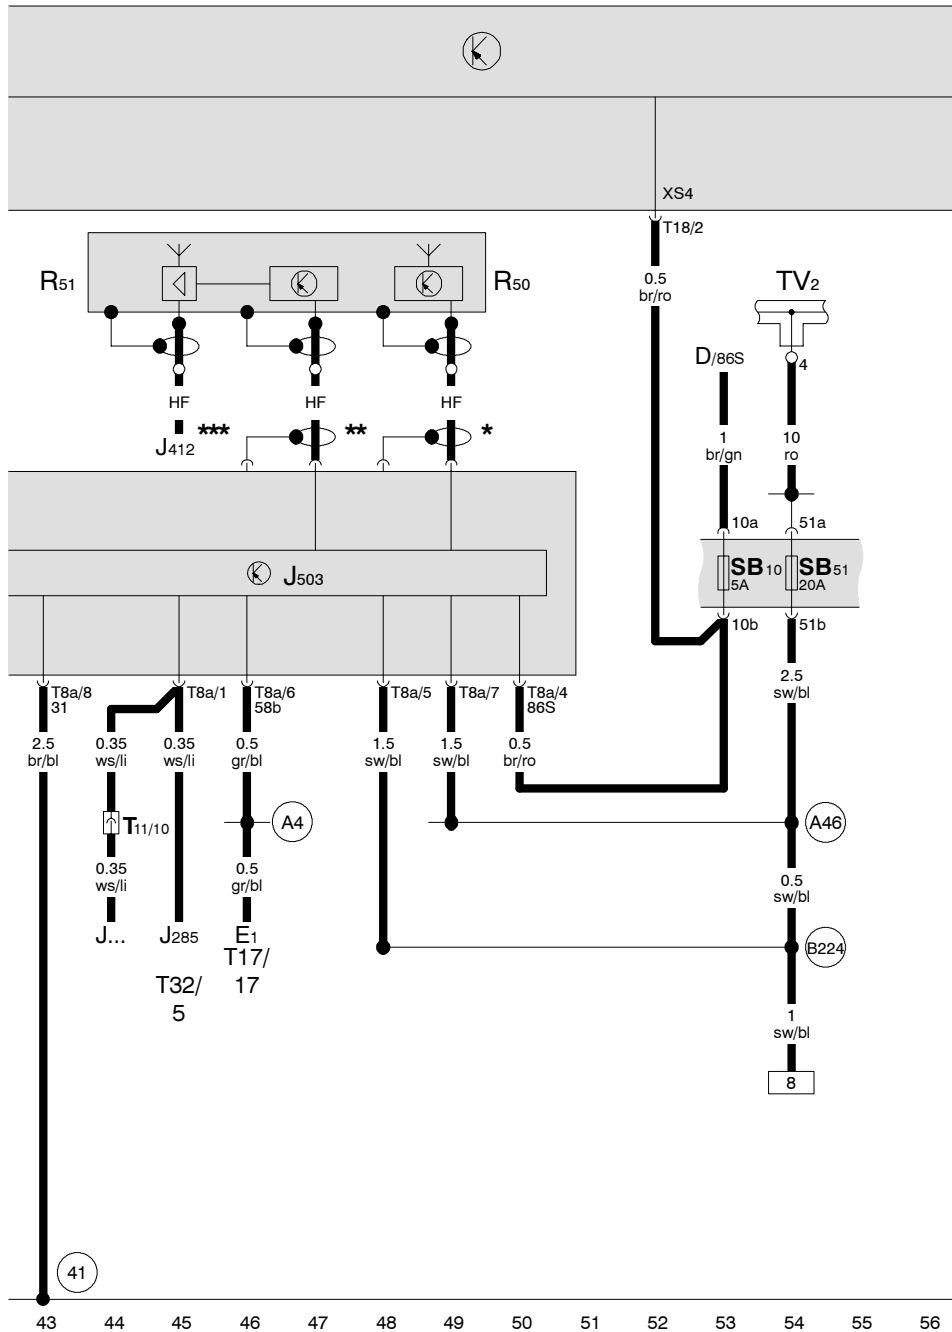 XS4
T18/2
0.5
br/ro
R51
R50
TV2
4
D/86S
HF
HF
HF
***
**
*
J412
1
br/gn
10
ro
10a
51a
SB10
5A
SB51
20A
10b
51b
J503
T8a/8
31
T8a/1
T8a/6
58b
T8a/5
T8a/7
T8a/4
86S
2.5
sw/bl
2.5
br/bl
0.35
ws/li
0.35
ws/li
0.5
gr/bl
1.5
sw/bl
1.5
sw/bl
0.5
br/ro
T11/10
A4
A46
0.35
ws/li
0.5
gr/bl
0.5
sw/bl
J...
J285
T32/
5
E1
T17/
17
B224
1
sw/bl
8
41
43 44 45 46 47 48 49 50 51 52 53 54 55 56